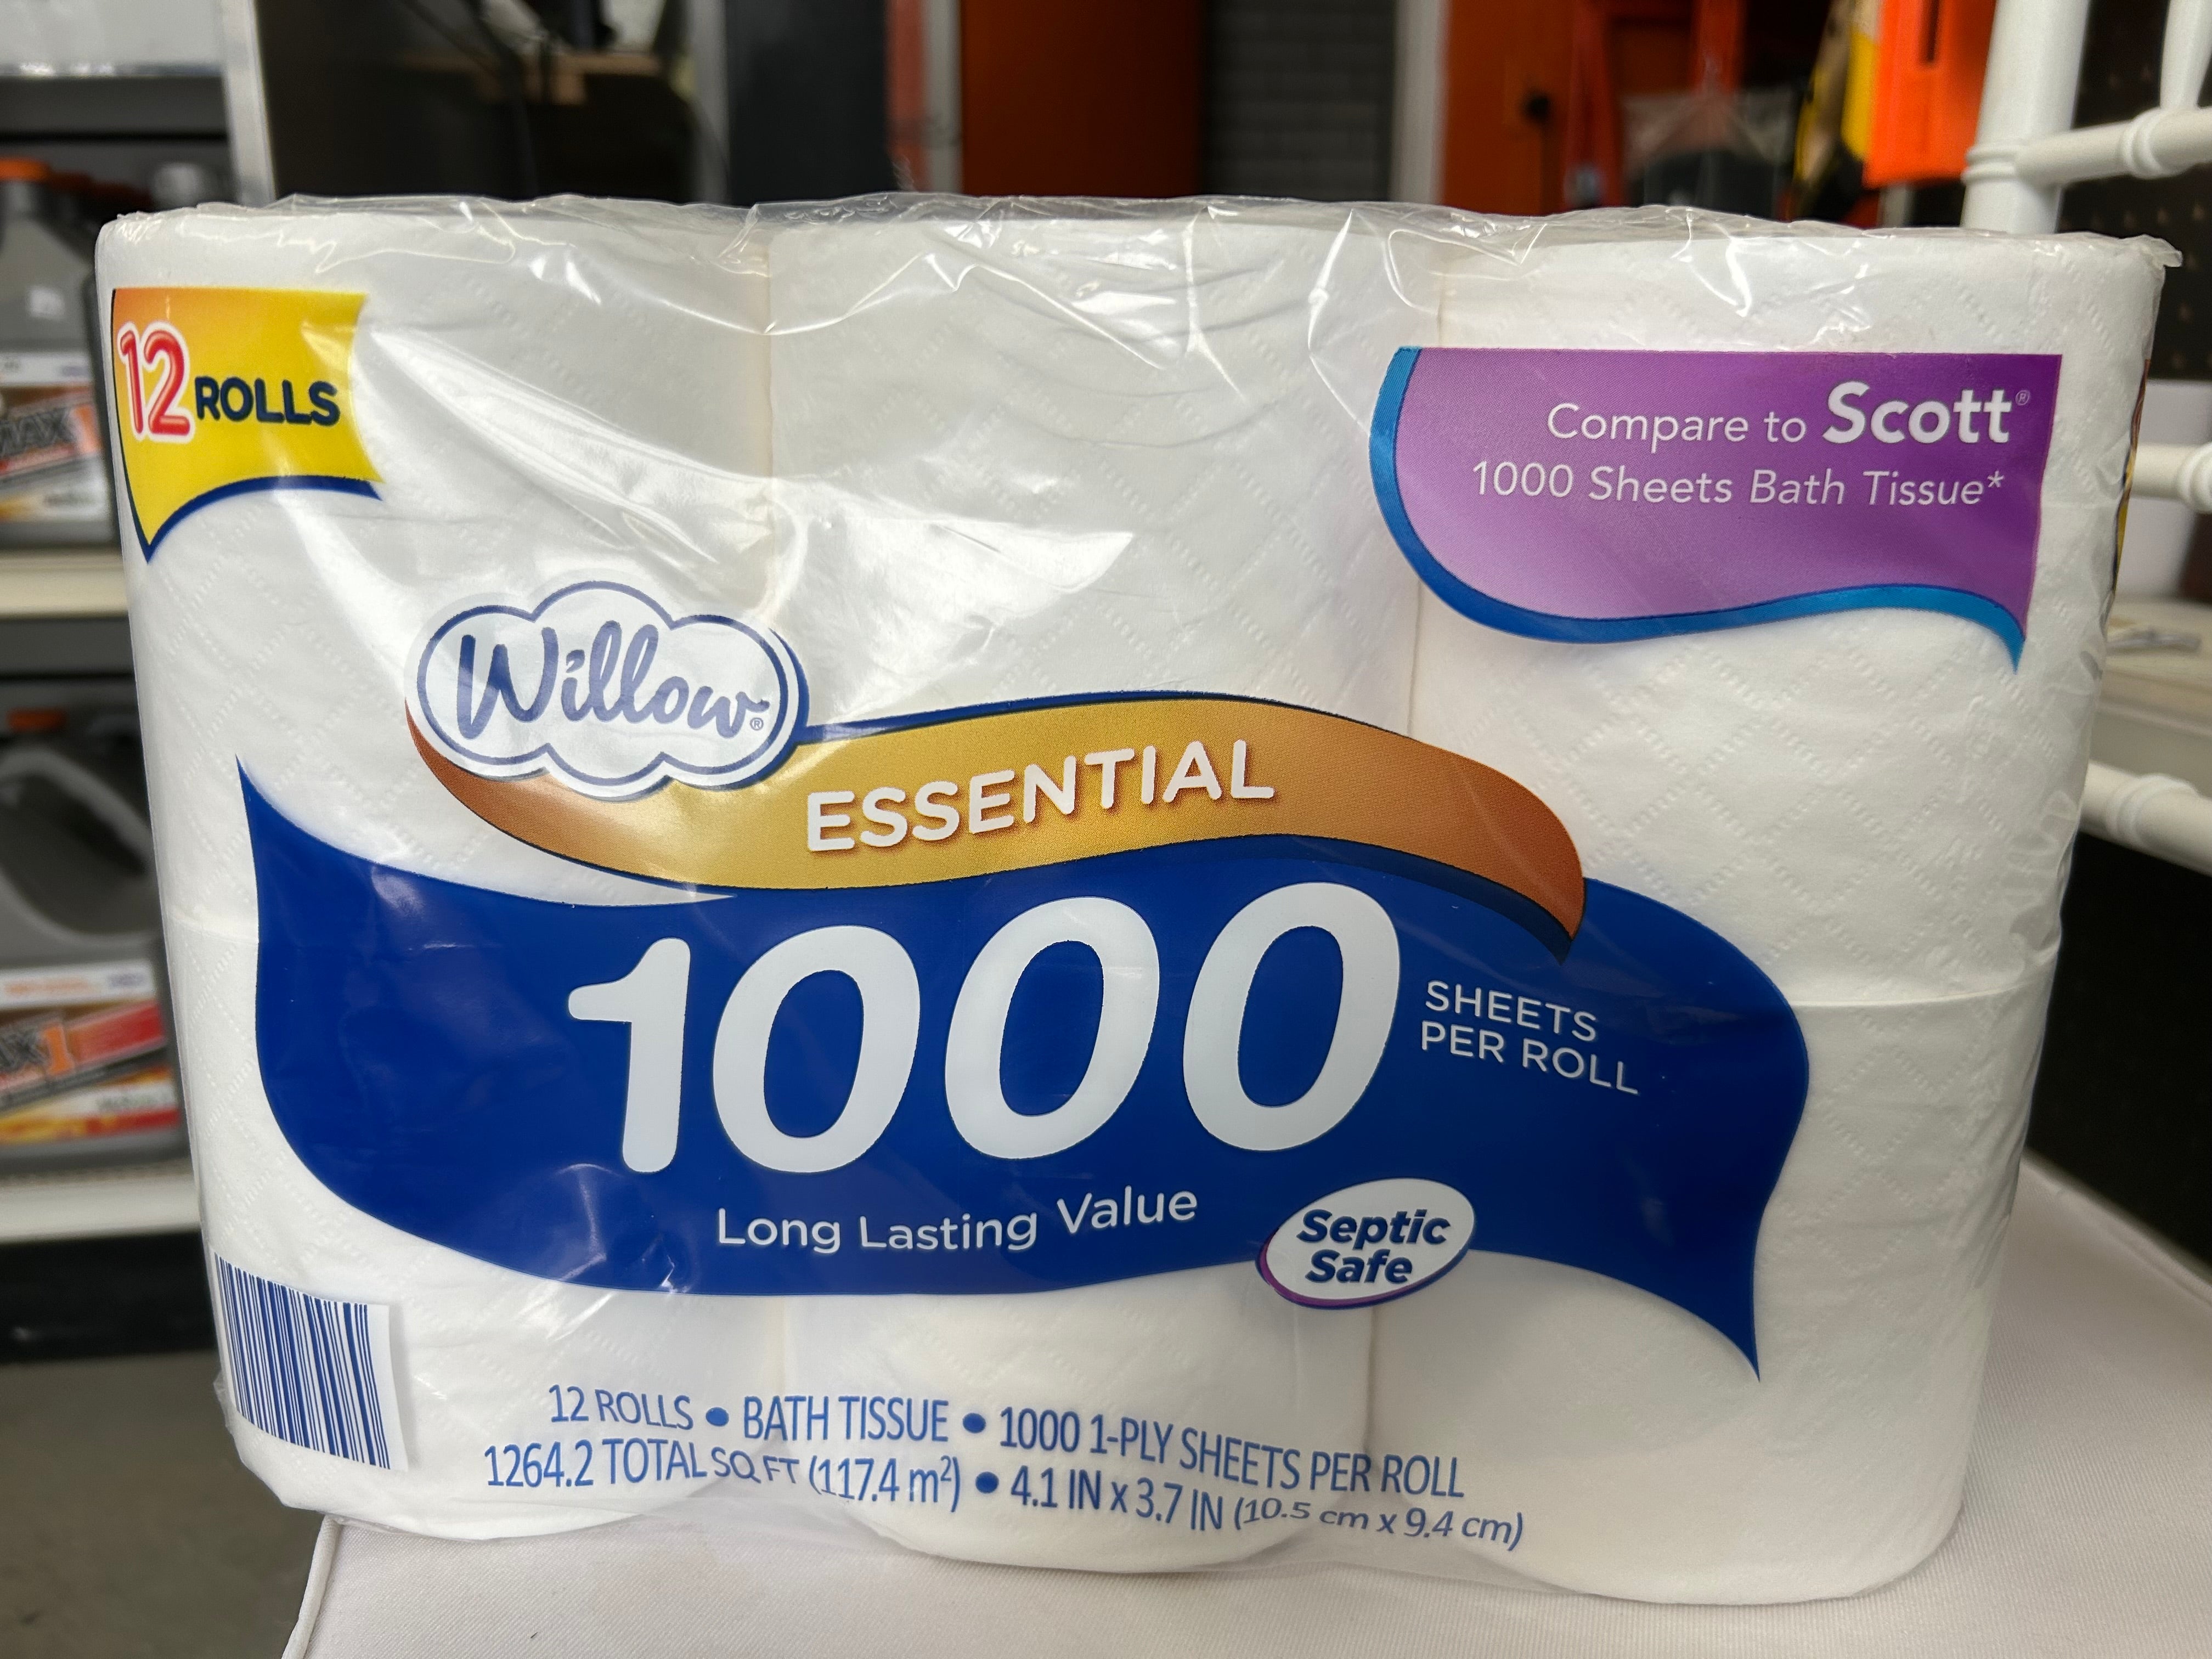 12 ROLLS
Compare to Scott®
1000 Sheets Bath Tissue*
Willow®
ESSENTIAL
1000 SHEETS
PER ROLL
Long Lasting Value
Septic
Safe
12 ROLLS • BATH TISSUE • 1000 1-PLY SHEETS PER ROLL
1264.2 TOTAL SQ FT (117.4 m²) • 4.1 IN x 3.7 IN (10.5 cm x 9.4 cm)